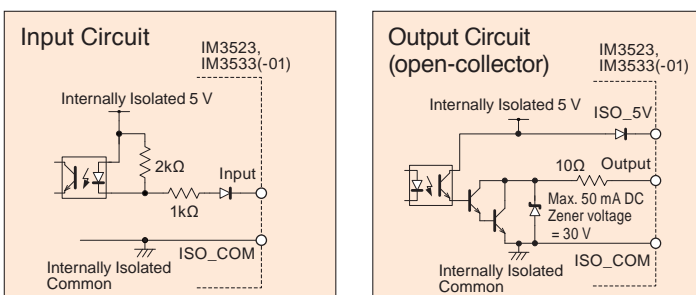 Input Circuit
IM3523,
IM3533(-01)
Internally Isolated 5 V
2kΩ
Input
1kΩ
ISO_COM
Internally Isolated
Common
Output Circuit
(open-collector)
IM3523,
IM3533(-01)
Internally Isolated 5 V
ISO_5V
10Ω
Output
Max. 50 mA DC
Zener voltage
= 30 V
ISO_COM
Internally Isolated
Common